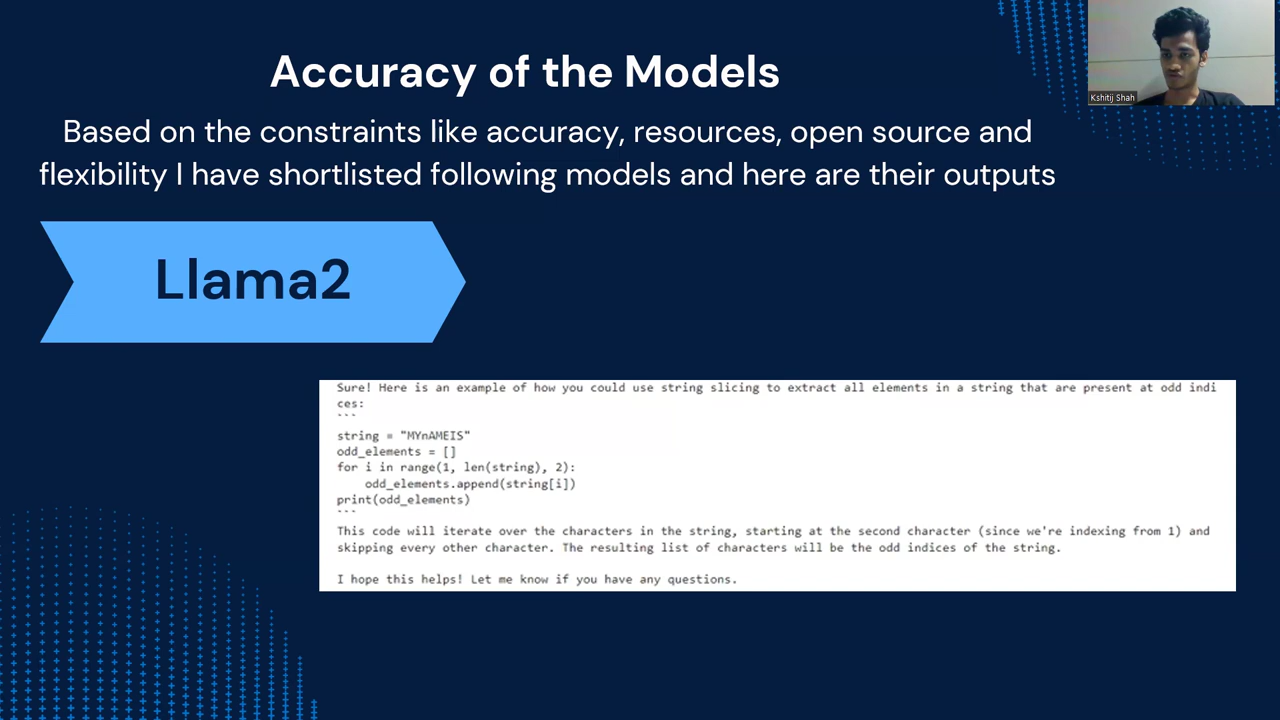 Accuracy of the Models
Kshitij Shah
Based on the constraints like accuracy, resources, open source and
flexibility I have shortlisted following models and here are their outputs
Llama2
Sure! Here is an example of how you could use string slicing to extract all elements in a string that are present at odd indi
ces:
```
string = "MYnAMEIS"
odd_elements = []
for i in range(1, len(string), 2):
    odd_elements.append(string[i])
print(odd_elements)
```
This code will iterate over the characters in the string, starting at the second character (since we're indexing from 1) and
skipping every other character. The resulting list of characters will be the odd indices of the string.
I hope this helps! Let me know if you have any questions.